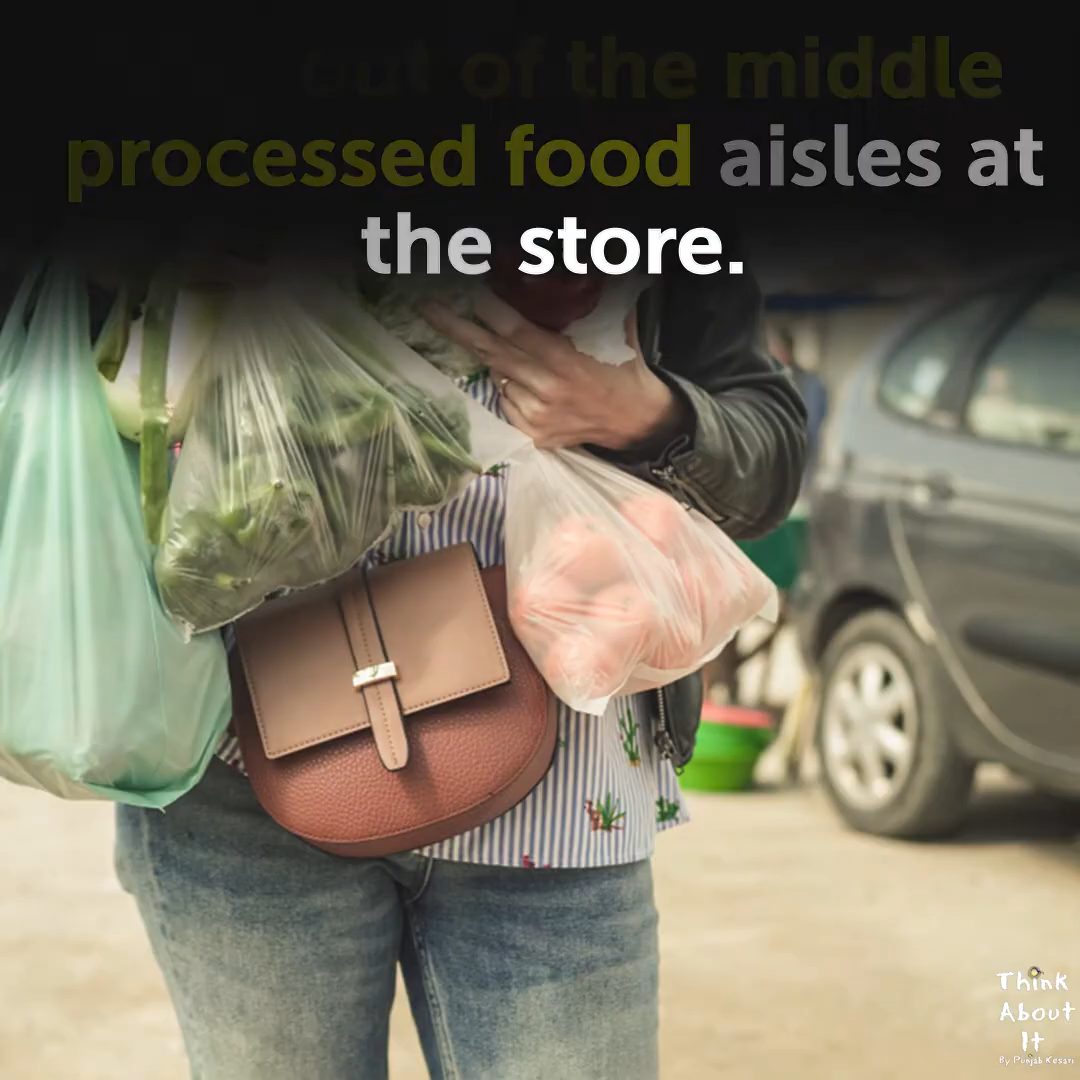 out of the middle
processed food aisles at
the store.
Think
About
It
By Punjab Kesari